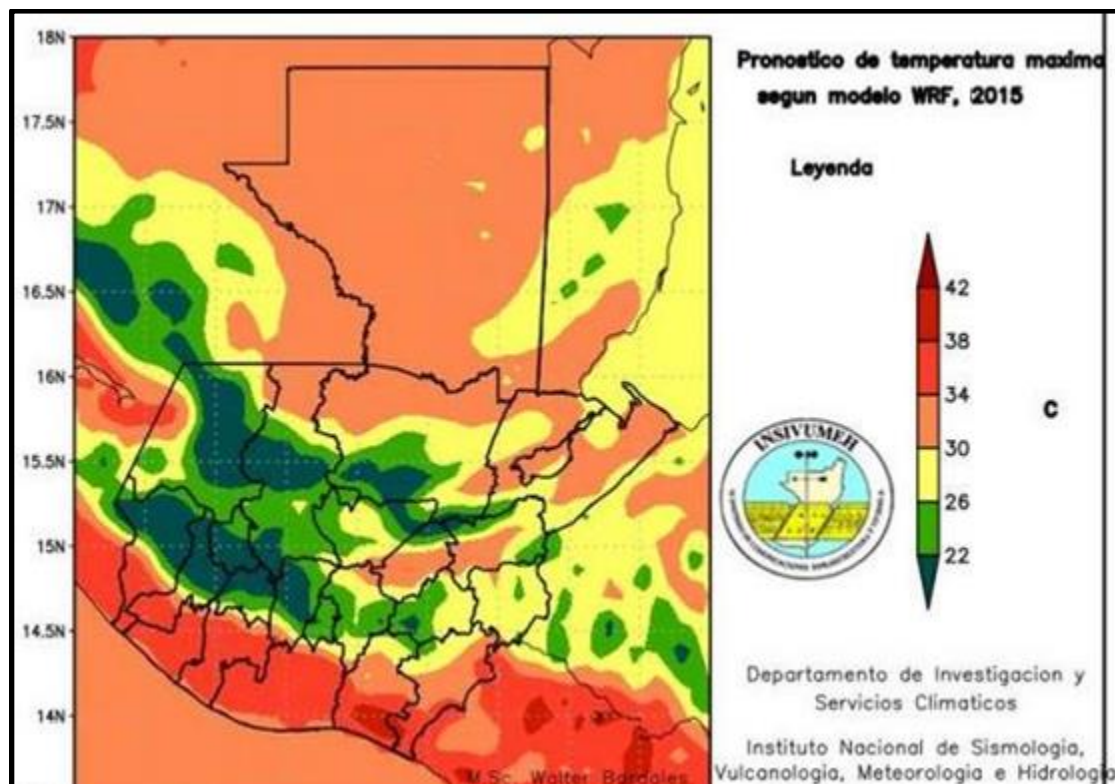 18N
17.5N
17N
16.5N
16N
15.5N
15N
14.5N
14N
Pronostico de temperatura maxima
segun modelo WRF, 2015
Leyenda
42
38
34
30
26
22
C
INSIVUMEH
Departamento de Investigacion y
Servicios Climaticos
Instituto Nacional de Sismologia,
Vulcanologia, Meteorologia e Hidrologi
M.Sc. Walter Bardales